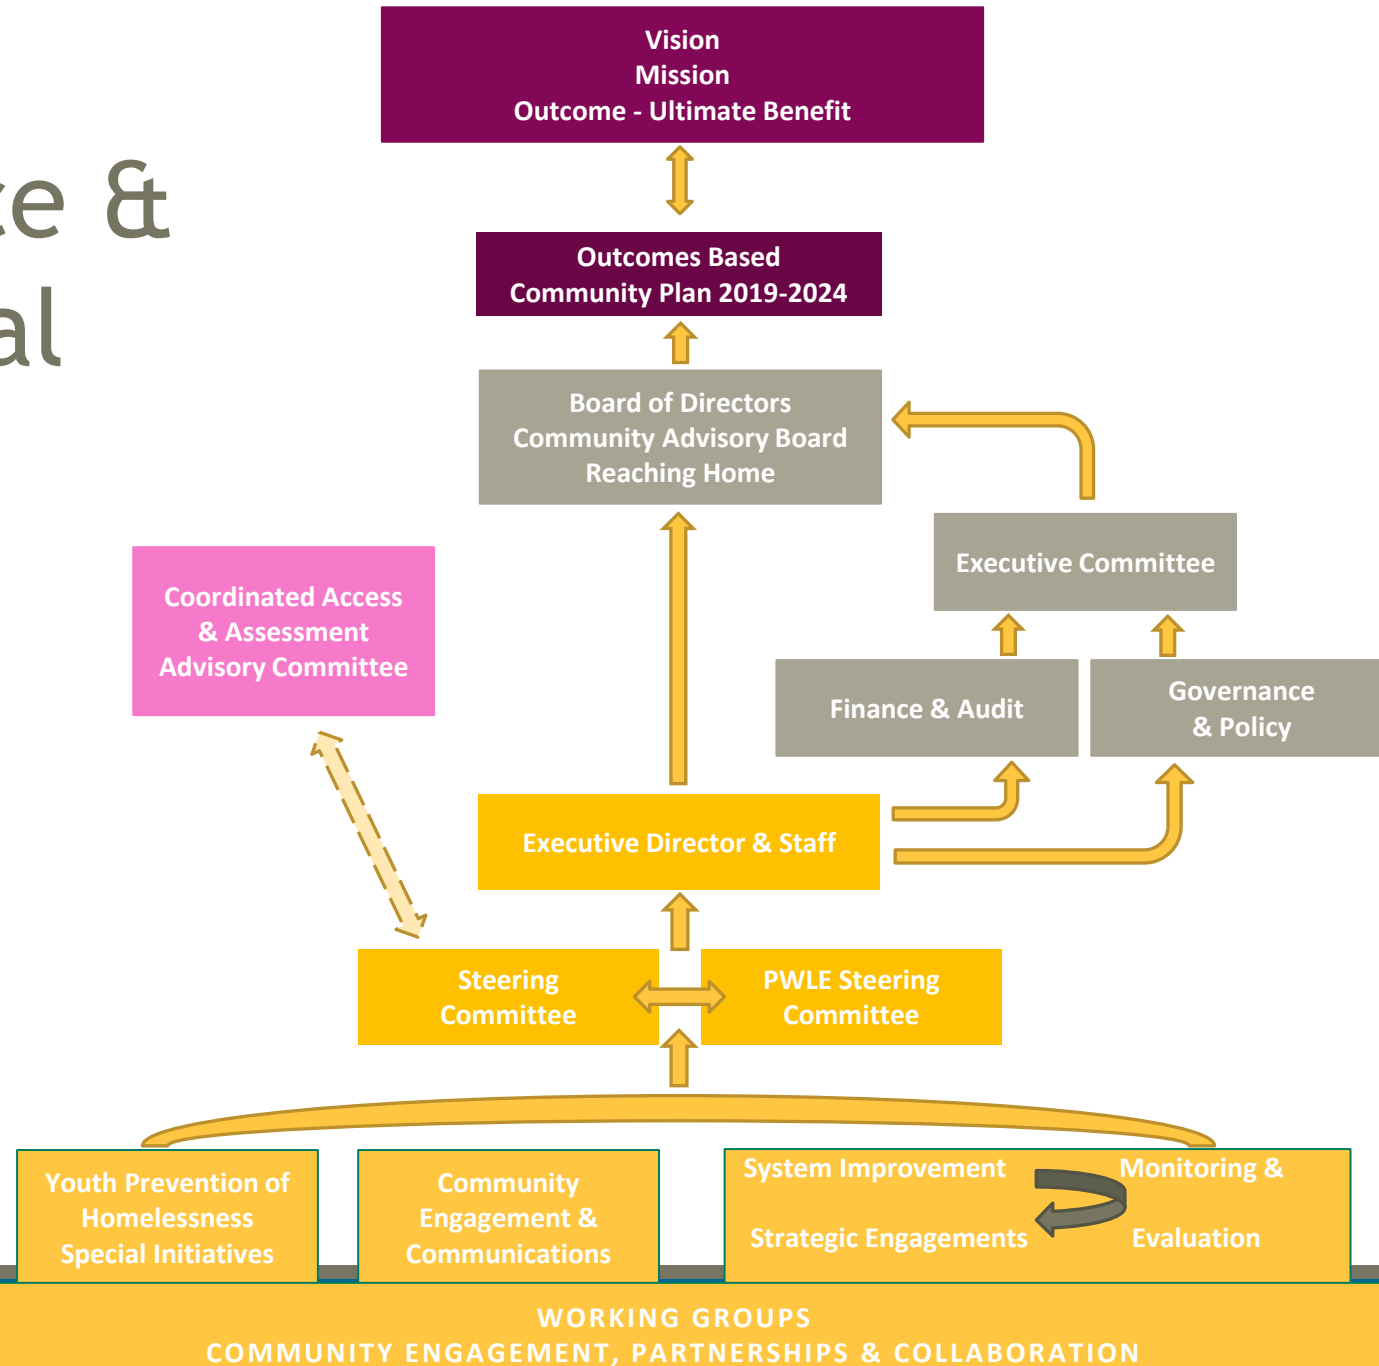 Vision
Mission
Outcome - Ultimate Benefit
ce &
al
Outcomes Based
Community Plan 2019-2024
Board of Directors
Community Advisory Board
Reaching Home
Executive Committee
Coordinated Access
& Assessment
Advisory Committee
Finance & Audit
Governance
& Policy
Executive Director & Staff
Steering
Committee
PWLE Steering
Committee
Youth Prevention of
Homelessness
Special Initiatives
Community
Engagement &
Communications
System Improvement
Strategic Engagements
Monitoring &
Evaluation
WORKING GROUPS
COMMUNITY ENGAGEMENT, PARTNERSHIPS & COLLABORATION